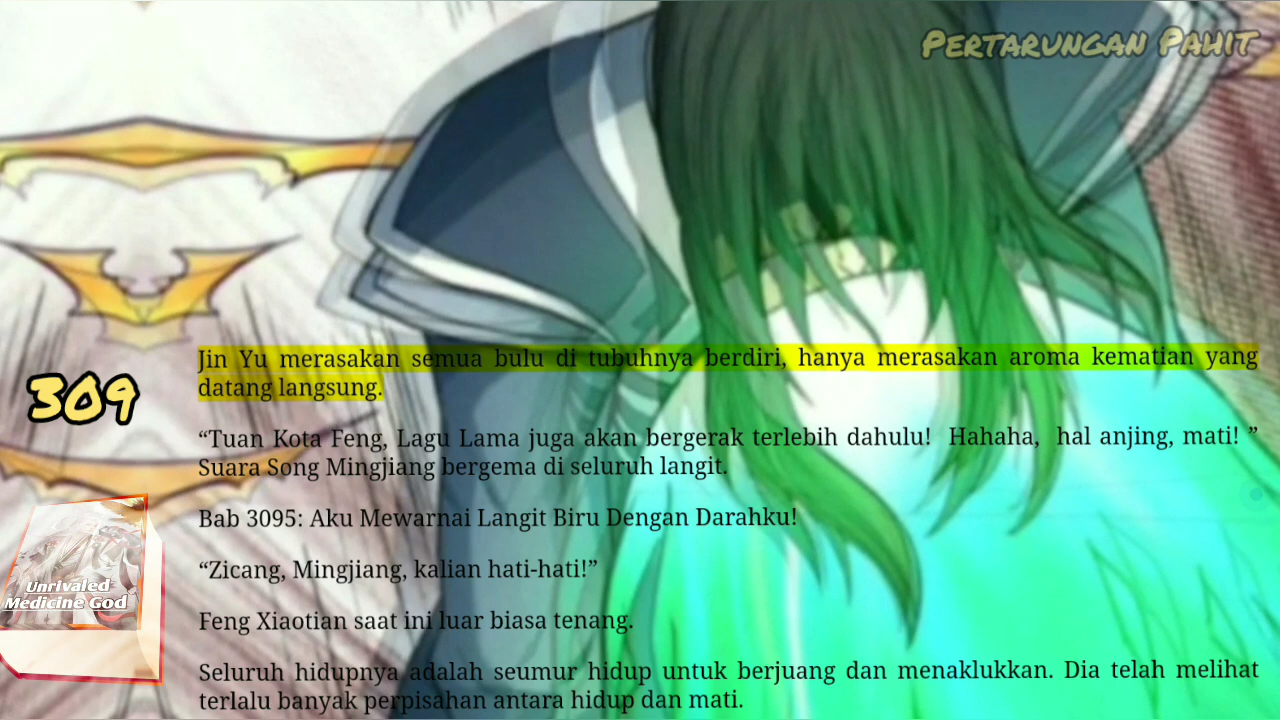 Pertarungan Pahit
Jin Yu merasakan semua bulu di tubuhnya berdiri, hanya merasakan aroma kematian yang
datang langsung.
309
“Tuan Kota Feng, Lagu Lama juga akan bergerak terlebih dahulu! Hahaha, hal anjing, mati! ”
Suara Song Mingjiang bergema di seluruh langit.
Bab 3095: Aku Mewarnai Langit Biru Dengan Darahku!
“Zicang, Mingjiang, kalian hati-hati!”
Unrivaled
Medicine God
Feng Xiaotian saat ini luar biasa tenang.
Seluruh hidupnya adalah seumur hidup untuk berjuang dan menaklukkan. Dia telah melihat
terlalu banyak perpisahan antara hidup dan mati.